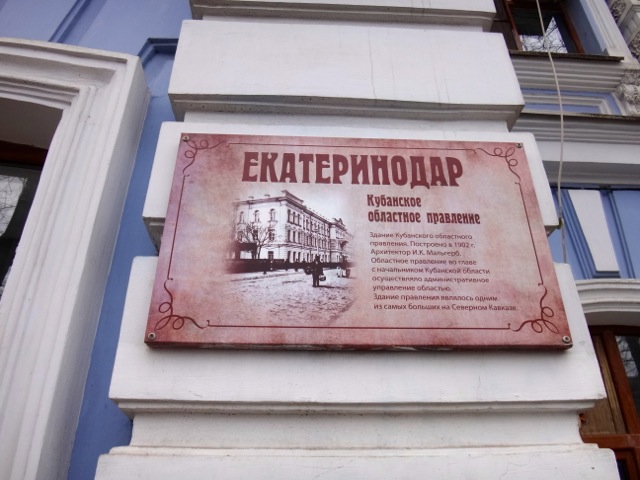 ЕКАТЕРИНОДАР
Кубанское
областное правление
Здание Кубанского областного
правления. Построено в 1902 г.
Архитектор И.К. Мальгерб.
Областное правление во главе
с начальником Кубанской области
осуществляло административное
управление областью.
Здание правления являлось одним
из самых больших на Северном Кавказе.